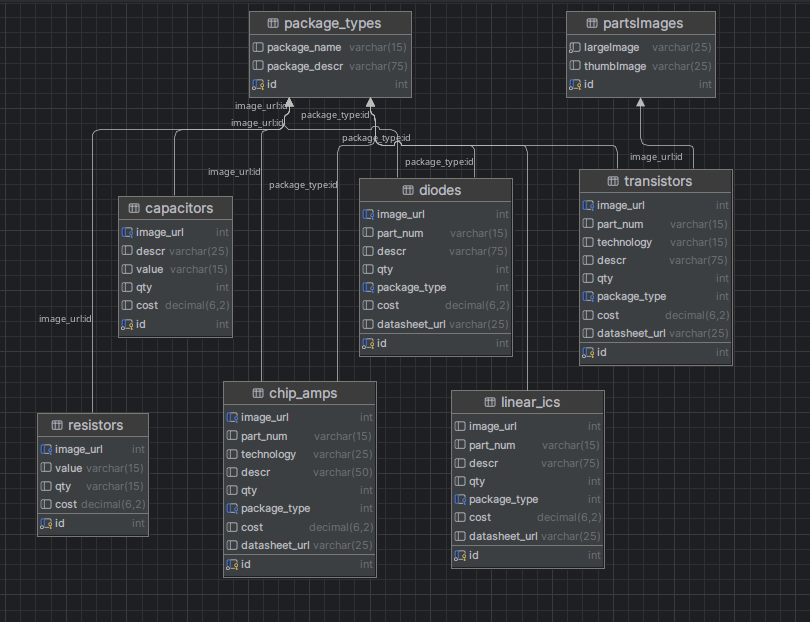 package_types
package_name varchar(15)
package_descr varchar(75)
id int
partsImages
largeImage varchar(25)
thumbImage varchar(25)
id int
image_url:id
package_type:id
image_url:id
package_type:id
package_type:id
image_url:id
image_url:id
package_type:id
image_url:id
capacitors
image_url int
descr varchar(25)
value varchar(15)
qty int
cost decimal(6,2)
id int
diodes
image_url int
part_num varchar(15)
descr varchar(75)
qty int
package_type int
cost decimal(6,2)
datasheet_url varchar(25)
id int
transistors
image_url int
part_num varchar(15)
technology varchar(15)
descr varchar(75)
qty int
package_type int
cost decimal(6,2)
datasheet_url varchar(25)
id int
resistors
image_url int
value varchar(15)
qty varchar(15)
cost decimal(6,2)
id int
chip_amps
image_url int
part_num varchar(15)
technology varchar(25)
descr varchar(50)
qty int
package_type int
cost decimal(6,2)
datasheet_url varchar(25)
id int
linear_ics
image_url int
part_num varchar(15)
descr varchar(75)
qty int
package_type int
cost decimal(6,2)
datasheet_url varchar(25)
id int